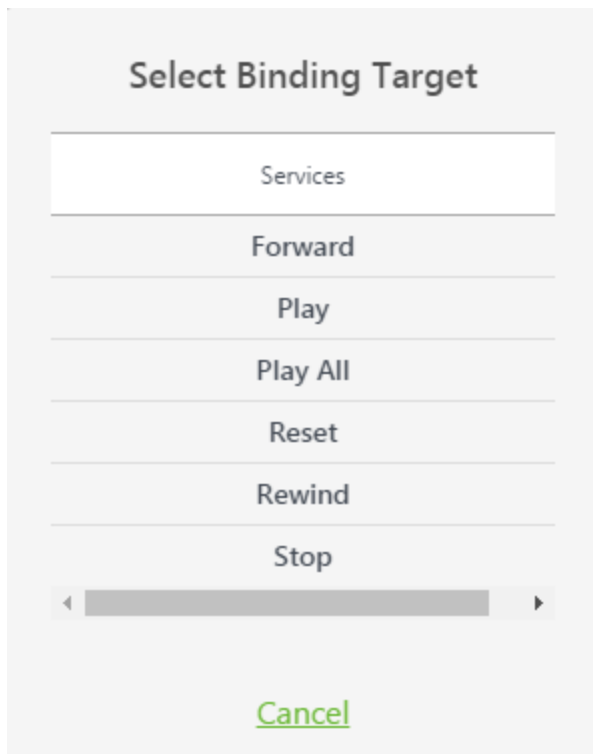 Select Binding Target
Services
Forward
Play
Play All
Reset
Rewind
Stop
Cancel